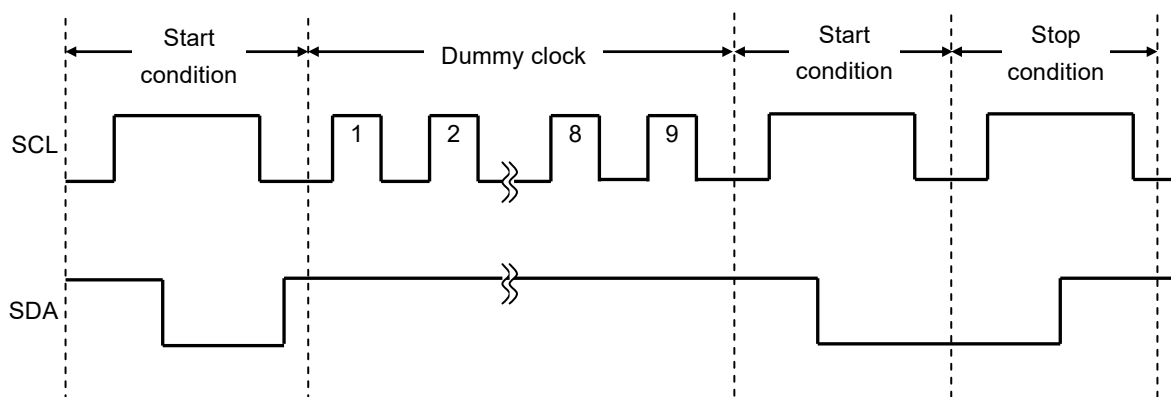 Start
condition
Dummy clock
Start
condition
Stop
condition
SCL
1
2
8
9
SDA